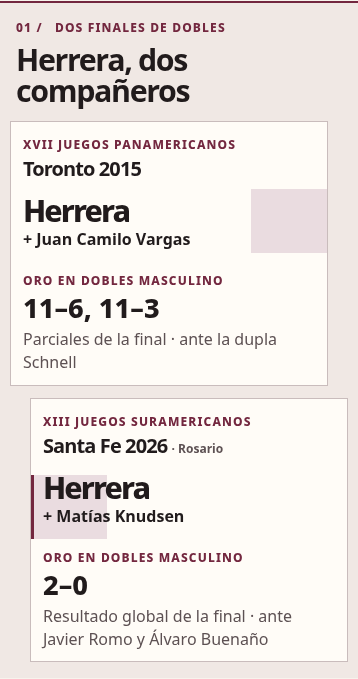 01 / DOS FINALES DE DOBLES
Herrera, dos
compañeros
XVII JUEGOS PANAMERICANOS
Toronto 2015
Herrera
+ Juan Camilo Vargas
ORO EN DOBLES MASCULINO
11–6, 11–3
Parciales de la final · ante la dupla
Schnell
XIII JUEGOS SURAMERICANOS
Santa Fe 2026 · Rosario
Herrera
+ Matías Knudsen
ORO EN DOBLES MASCULINO
2–0
Resultado global de la final · ante
Javier Romo y Álvaro Buenaño